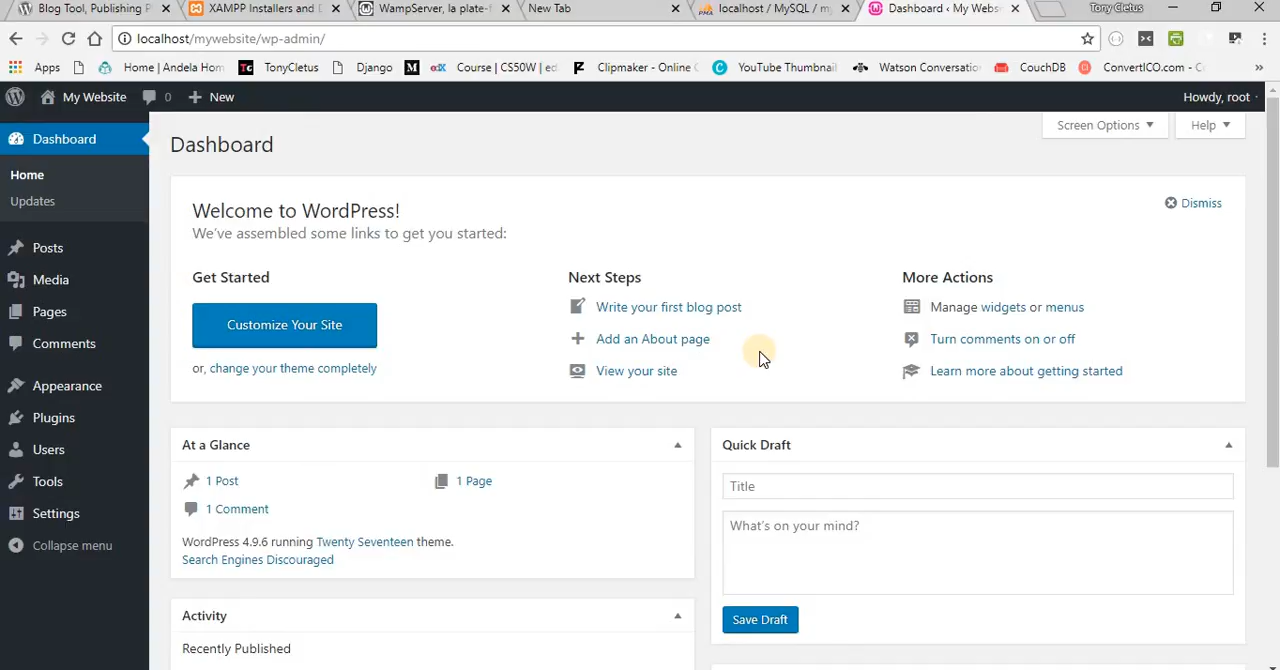 Blog Tool, Publishing P
XAMPP Installers and D
WampServer, la plate-f
New Tab
localhost / MySQL / my
Dashboard ‹ My Website
Tony Cletus
localhost/mywebsite/wp-admin/
Apps
Home | Andela Hom
TonyCletus
Django
Course | CS50W | ed
Clipmaker - Online C
YouTube Thumbnail
Watson Conversation
CouchDB
ConvertICO.com - C
My Website
0
New
Howdy, root
Dashboard
Home
Updates
Posts
Media
Pages
Comments
Appearance
Plugins
Users
Tools
Settings
Collapse menu
Dashboard
Screen Options
Help
Welcome to WordPress!
We've assembled some links to get you started:
Dismiss
Get Started
Customize Your Site
or, change your theme completely
Next Steps
Write your first blog post
Add an About page
View your site
More Actions
Manage widgets or menus
Turn comments on or off
Learn more about getting started
At a Glance
1 Post
1 Page
1 Comment
WordPress 4.9.6 running Twenty Seventeen theme.
Search Engines Discouraged
Activity
Recently Published
Quick Draft
Title
What's on your mind?
Save Draft